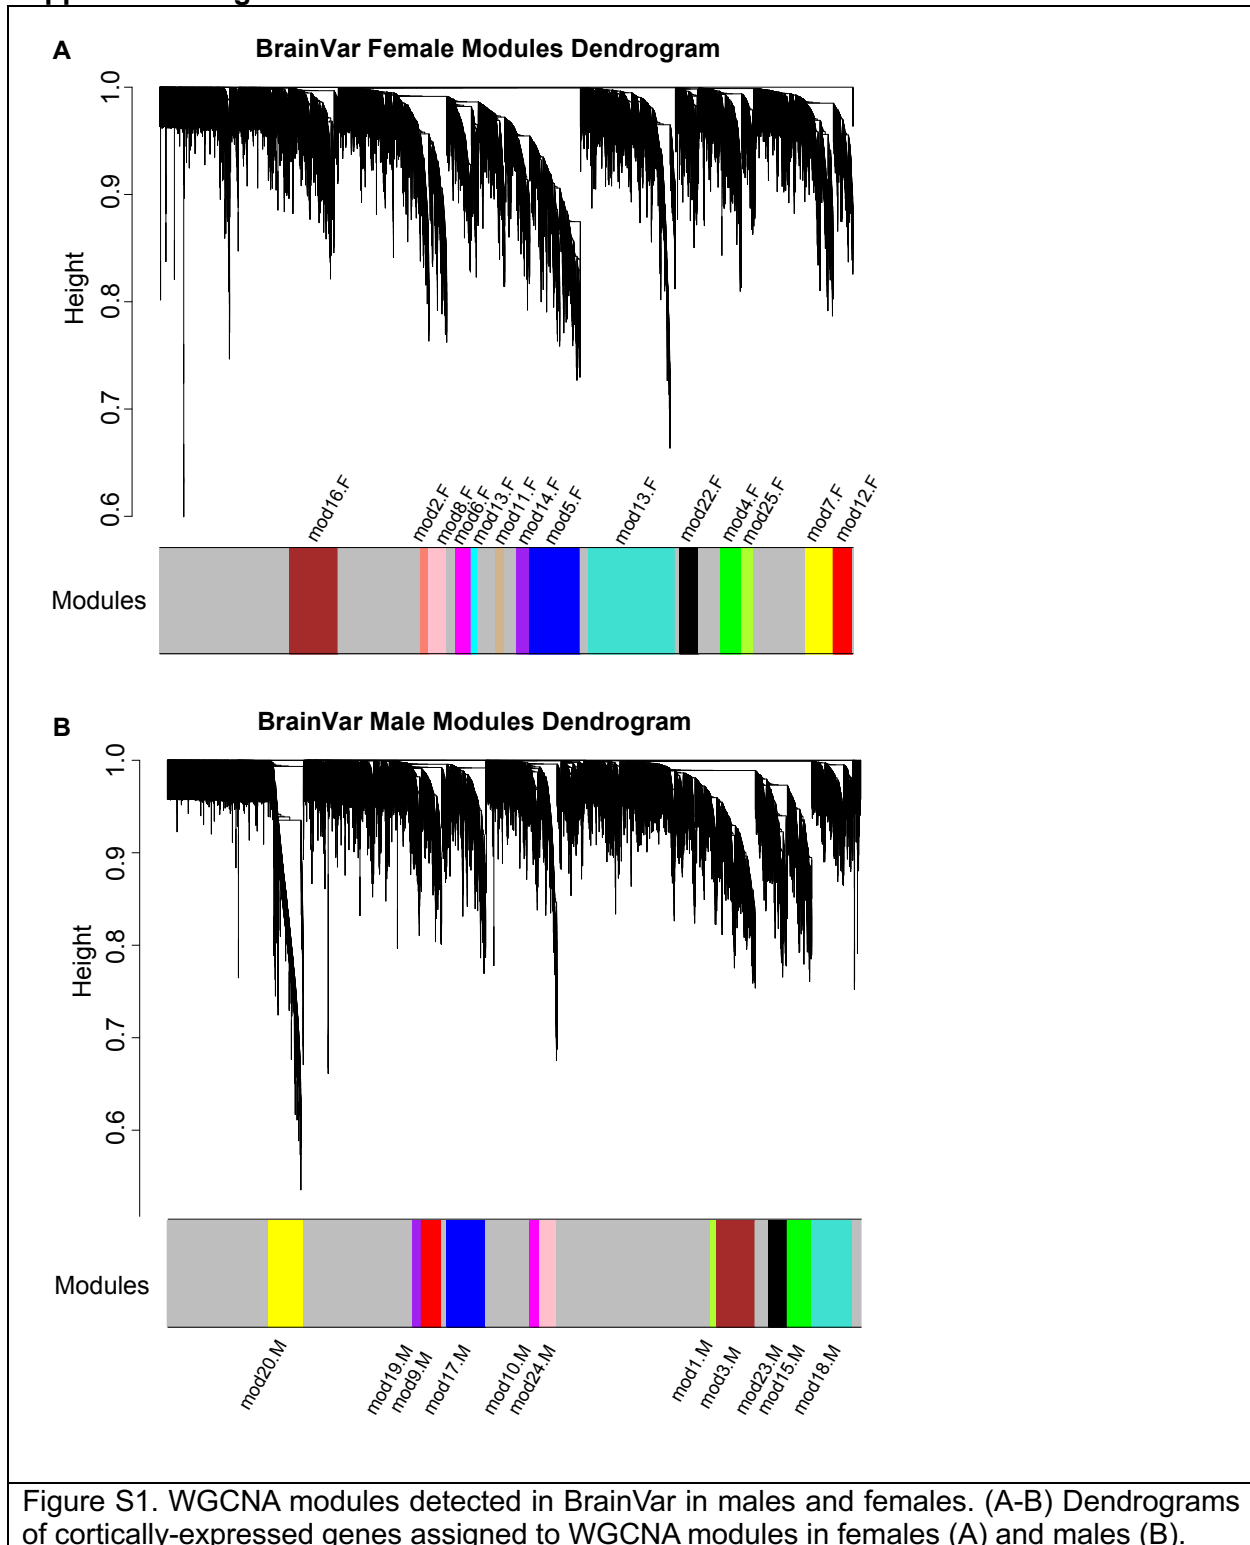 A
BrainVar Female Modules Dendrogram
1.0
0.9
0.8
0.7
0.6
Height
mod16.F
mod2.F
mod8.F
mod6.F
mod13.F
mod11.F
mod14.F
mod5.F
mod13.F
mod22.F
mod4.F
mod25.F
mod7.F
mod12.F
Modules
B
BrainVar Male Modules Dendrogram
1.0
0.9
0.8
0.7
0.6
Height
Modules
mod20.M
mod19.M
mod9.M
mod17.M
mod10.M
mod24.M
mod1.M
mod3.M
mod23.M
mod15.M
mod18.M
Figure S1. WGCNA modules detected in BrainVar in males and females. (A-B) Dendrograms
of cortically-expressed genes assigned to WGCNA modules in females (A) and males (B).